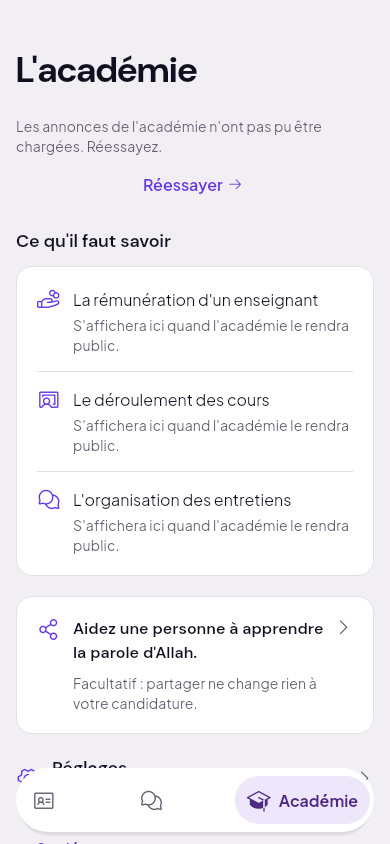 L'académie
Les annonces de l'académie n'ont pas pu être
chargées. Réessayez.
Réessayer
Ce qu'il faut savoir
La rémunération d'un enseignant
S'affichera ici quand l'académie le rendra
public.
Le déroulement des cours
S'affichera ici quand l'académie le rendra
public.
L'organisation des entretiens
S'affichera ici quand l'académie le rendra
public.
Aidez une personne à apprendre
la parole d'Allah.
Facultatif : partager ne change rien à
votre candidature.
Réglages
Académie